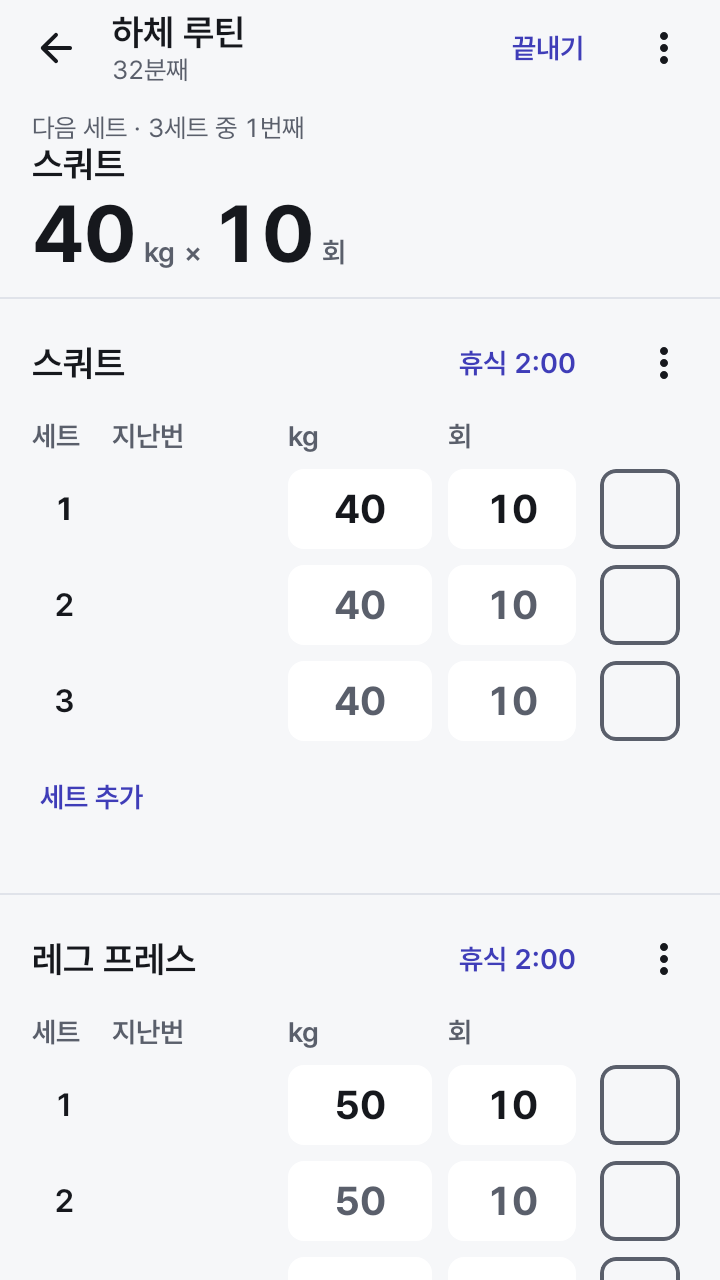 하체 루틴
32분째
끝내기
다음 세트 · 3세트 중 1번째
스쿼트
40 kg × 10 회
스쿼트 휴식 2:00
세트 지난번 kg 회
1 40 10
2 40 10
3 40 10
세트 추가
레그 프레스 휴식 2:00
세트 지난번 kg 회
1 50 10
2 50 10